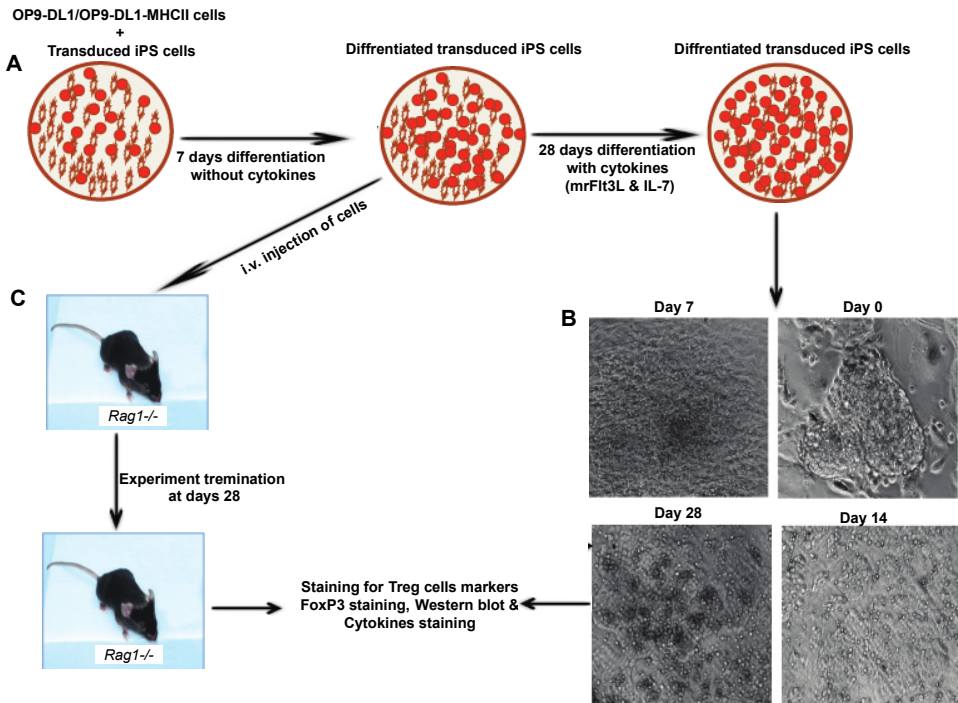 OP9-DL1/OP9-DL1-MHCII cells
+
Transduced iPS cells
Diffrentiated transduced iPS cells
Diffrentiated transduced iPS cells
A
7 days differentiation
without cytokines
28 days differentiation
with cytokines
(mrFlt3L & IL-7)
i.v. injection of cells
C
Rag1-/-
Experiment tremination
at days 28
Rag1-/-
B
Day 7
Day 0
Day 28
Day 14
Staining for Treg cells markers
FoxP3 staining, Western blot &
Cytokines staining